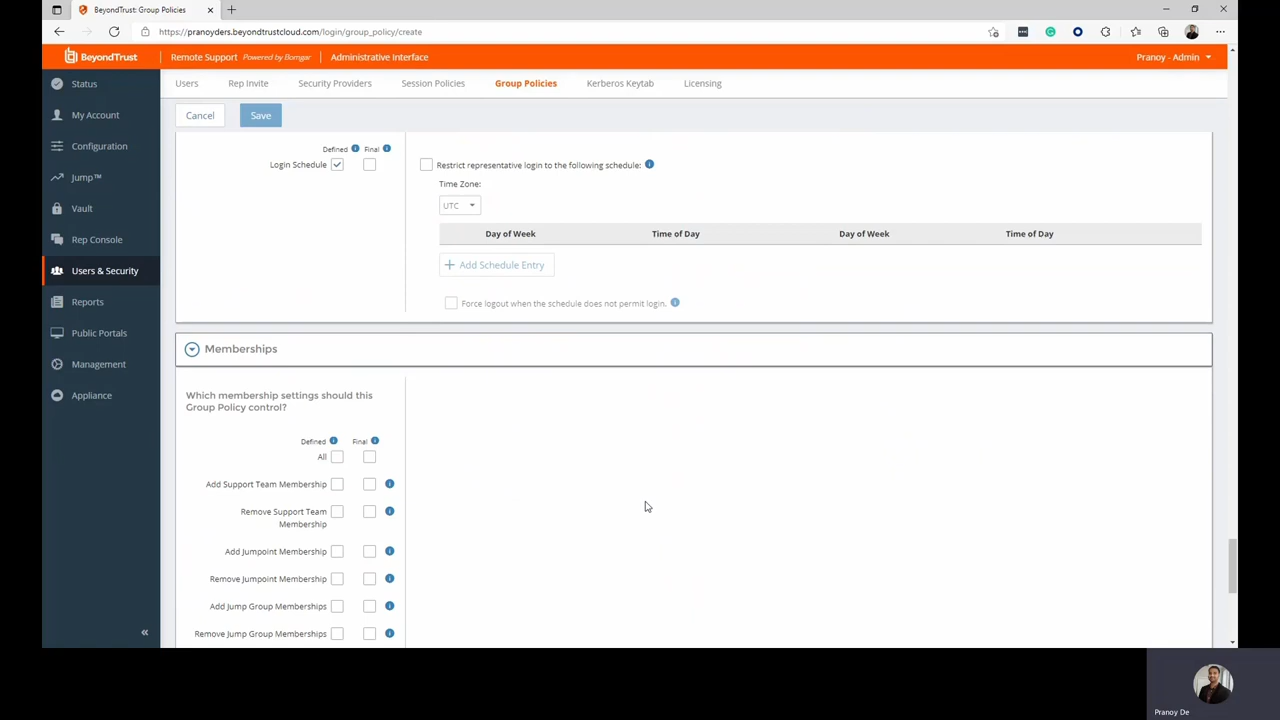 BeyondTrust: Group Policies
https://pranoyders.beyondtrustcloud.com/login/group_policy/create
BeyondTrust
Remote Support Powered by Bomgar
Administrative Interface
Pranoy - Admin
Status
My Account
Configuration
Jump™
Vault
Rep Console
Users & Security
Reports
Public Portals
Management
Appliance
«
Users
Rep Invite
Security Providers
Session Policies
Group Policies
Kerberos Keytab
Licensing
Cancel
Save
Defined Final
Login Schedule
Restrict representative login to the following schedule:
Time Zone:
UTC
Day of Week Time of Day Day of Week Time of Day
+ Add Schedule Entry
Force logout when the schedule does not permit login.
Memberships
Which membership settings should this
Group Policy control?
Defined Final
All
Add Support Team Membership
Remove Support Team
Membership
Add Jumpoint Membership
Remove Jumpoint Membership
Add Jump Group Memberships
Remove Jump Group Memberships
Pranoy De